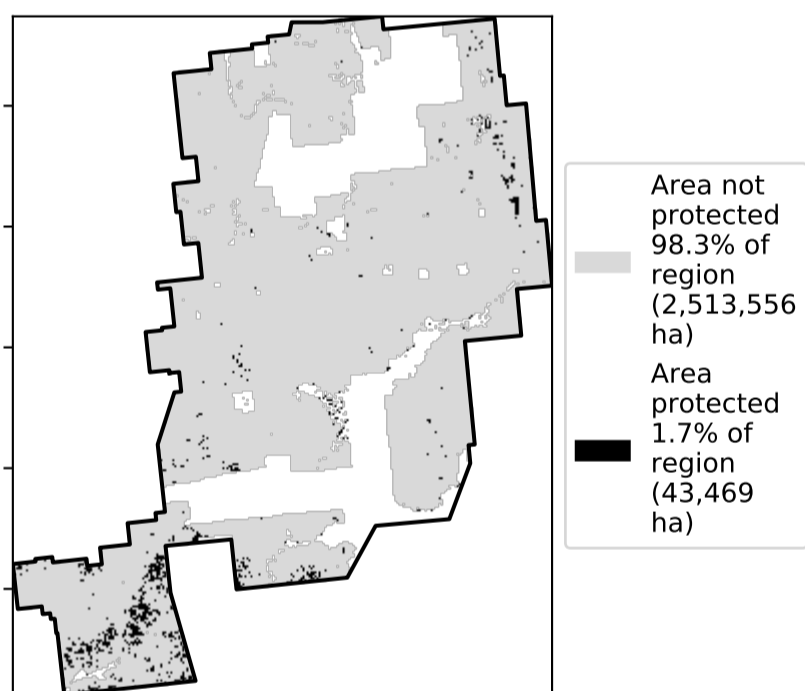 Area not
protected
98.3% of
region
(2,513,556
ha)
Area
protected
1.7% of
region
(43,469
ha)